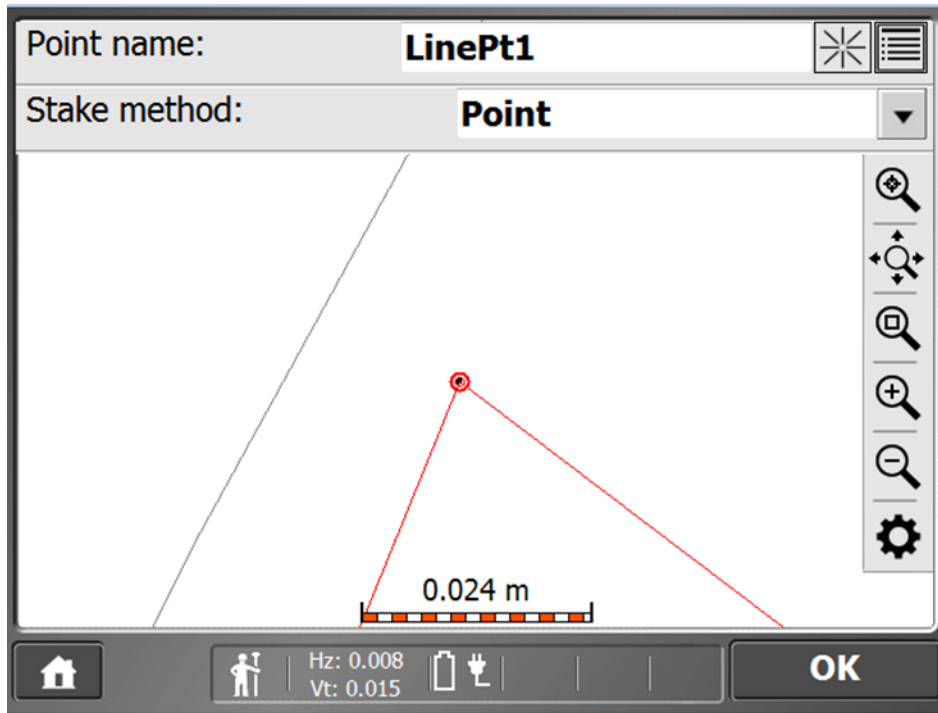 Point name: LinePt1
Stake method: Point
0.024 m
Hz: 0.008
Vt: 0.015
OK